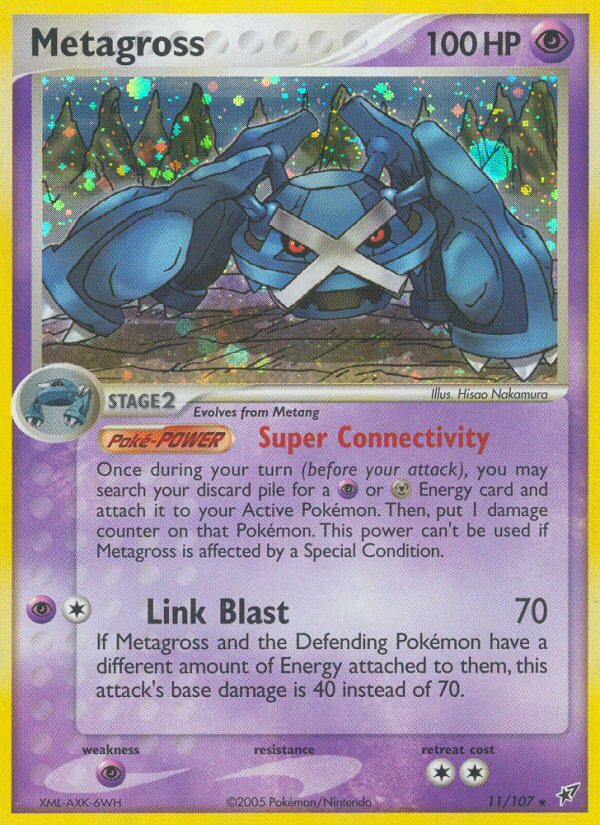 Metagross 100 HP
Illus. Hisao Nakamura
STAGE 2
Evolves from Metang
Poké-POWER Super Connectivity
Once during your turn (before your attack), you may
search your discard pile for a or Energy card and
attach it to your Active Pokémon. Then, put 1 damage
counter on that Pokémon. This power can't be used if
Metagross is affected by a Special Condition.
Link Blast 70
If Metagross and the Defending Pokémon have a
different amount of Energy attached to them, this
attack's base damage is 40 instead of 70.
weakness resistance retreat cost
XML-AXK-6WH ©2005 Pokémon/Nintendo 11/107 ★